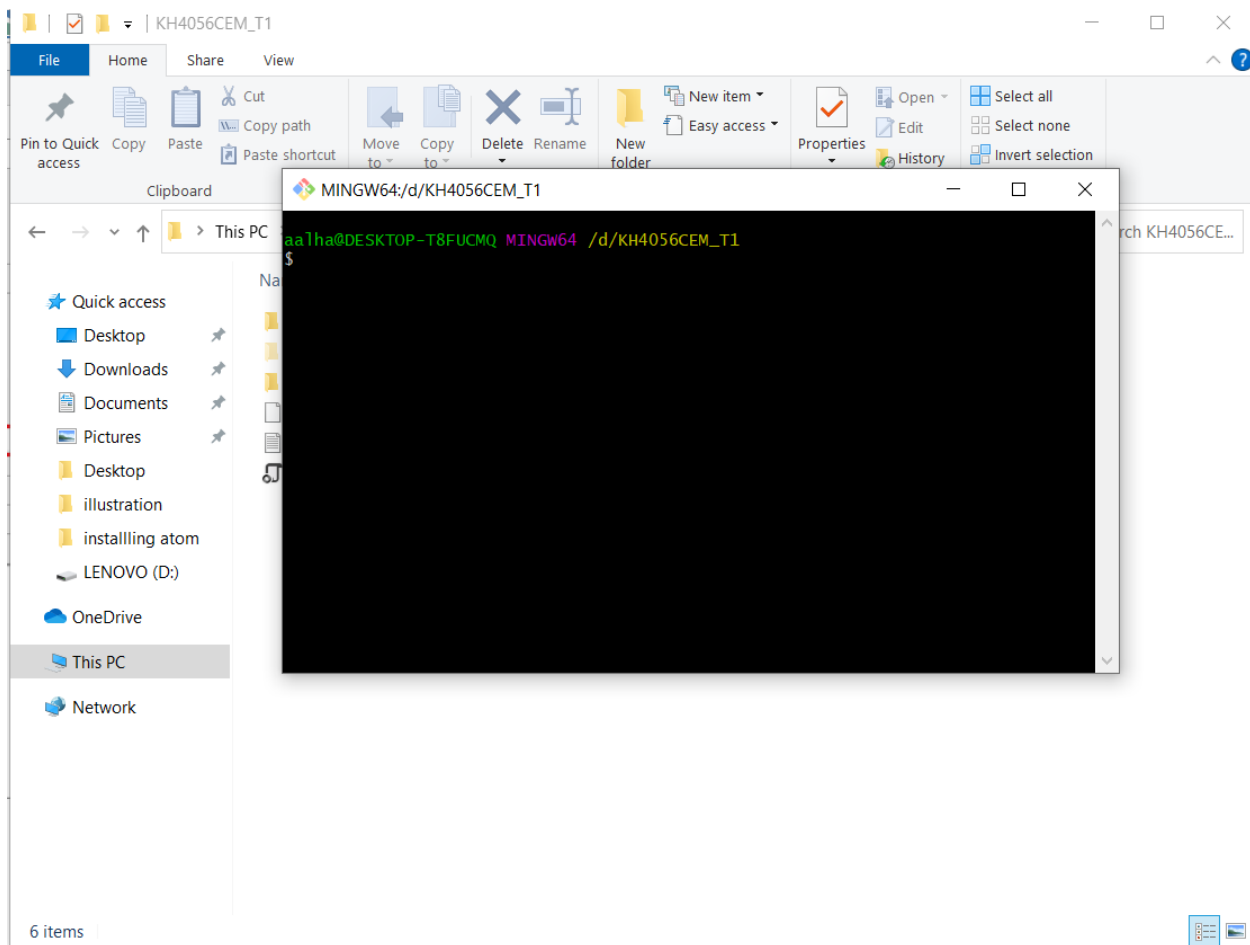 KH4056CEM_T1
File Home Share View
Pin to Quick access
Copy
Paste
Cut
Copy path
Paste shortcut
Move to
Copy to
Delete
Rename
New folder
New item
Easy access
Properties
Open
Edit
History
Select all
Select none
Invert selection
Clipboard
MINGW64:/d/KH4056CEM_T1
This PC
rch KH4056CE...
aalha@DESKTOP-T8FUCMQ MINGW64 /d/KH4056CEM_T1
$
Na
Quick access
Desktop
Downloads
Documents
Pictures
Desktop
illustration
installling atom
LENOVO (D:)
OneDrive
This PC
Network
6 items